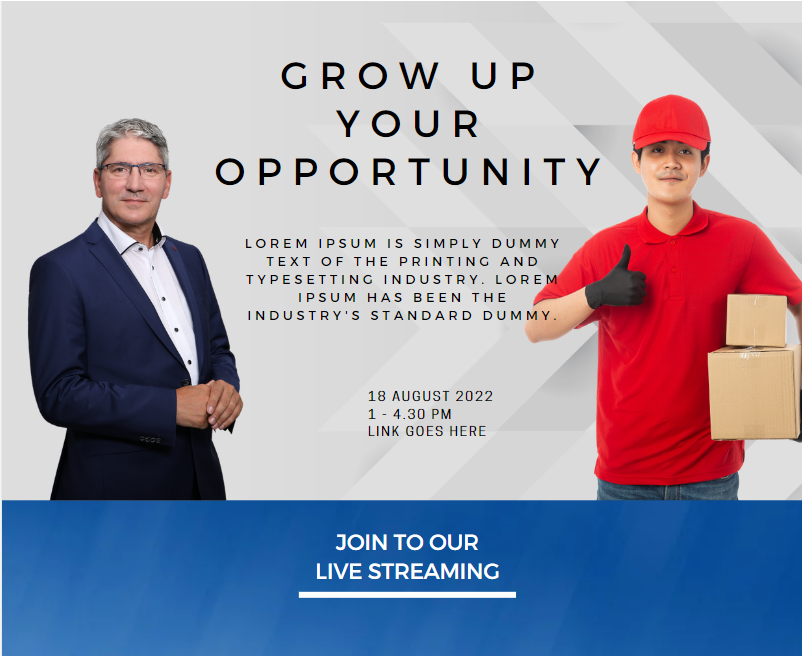 GROW UP
YOUR
OPPORTUNITY
LOREM IPSUM IS SIMPLY DUMMY
TEXT OF THE PRINTING AND
TYPESETTING INDUSTRY. LOREM
IPSUM HAS BEEN THE
INDUSTRY'S STANDARD DUMMY.
18 AUGUST 2022
1 - 4.30 PM
LINK GOES HERE
JOIN TO OUR
LIVE STREAMING